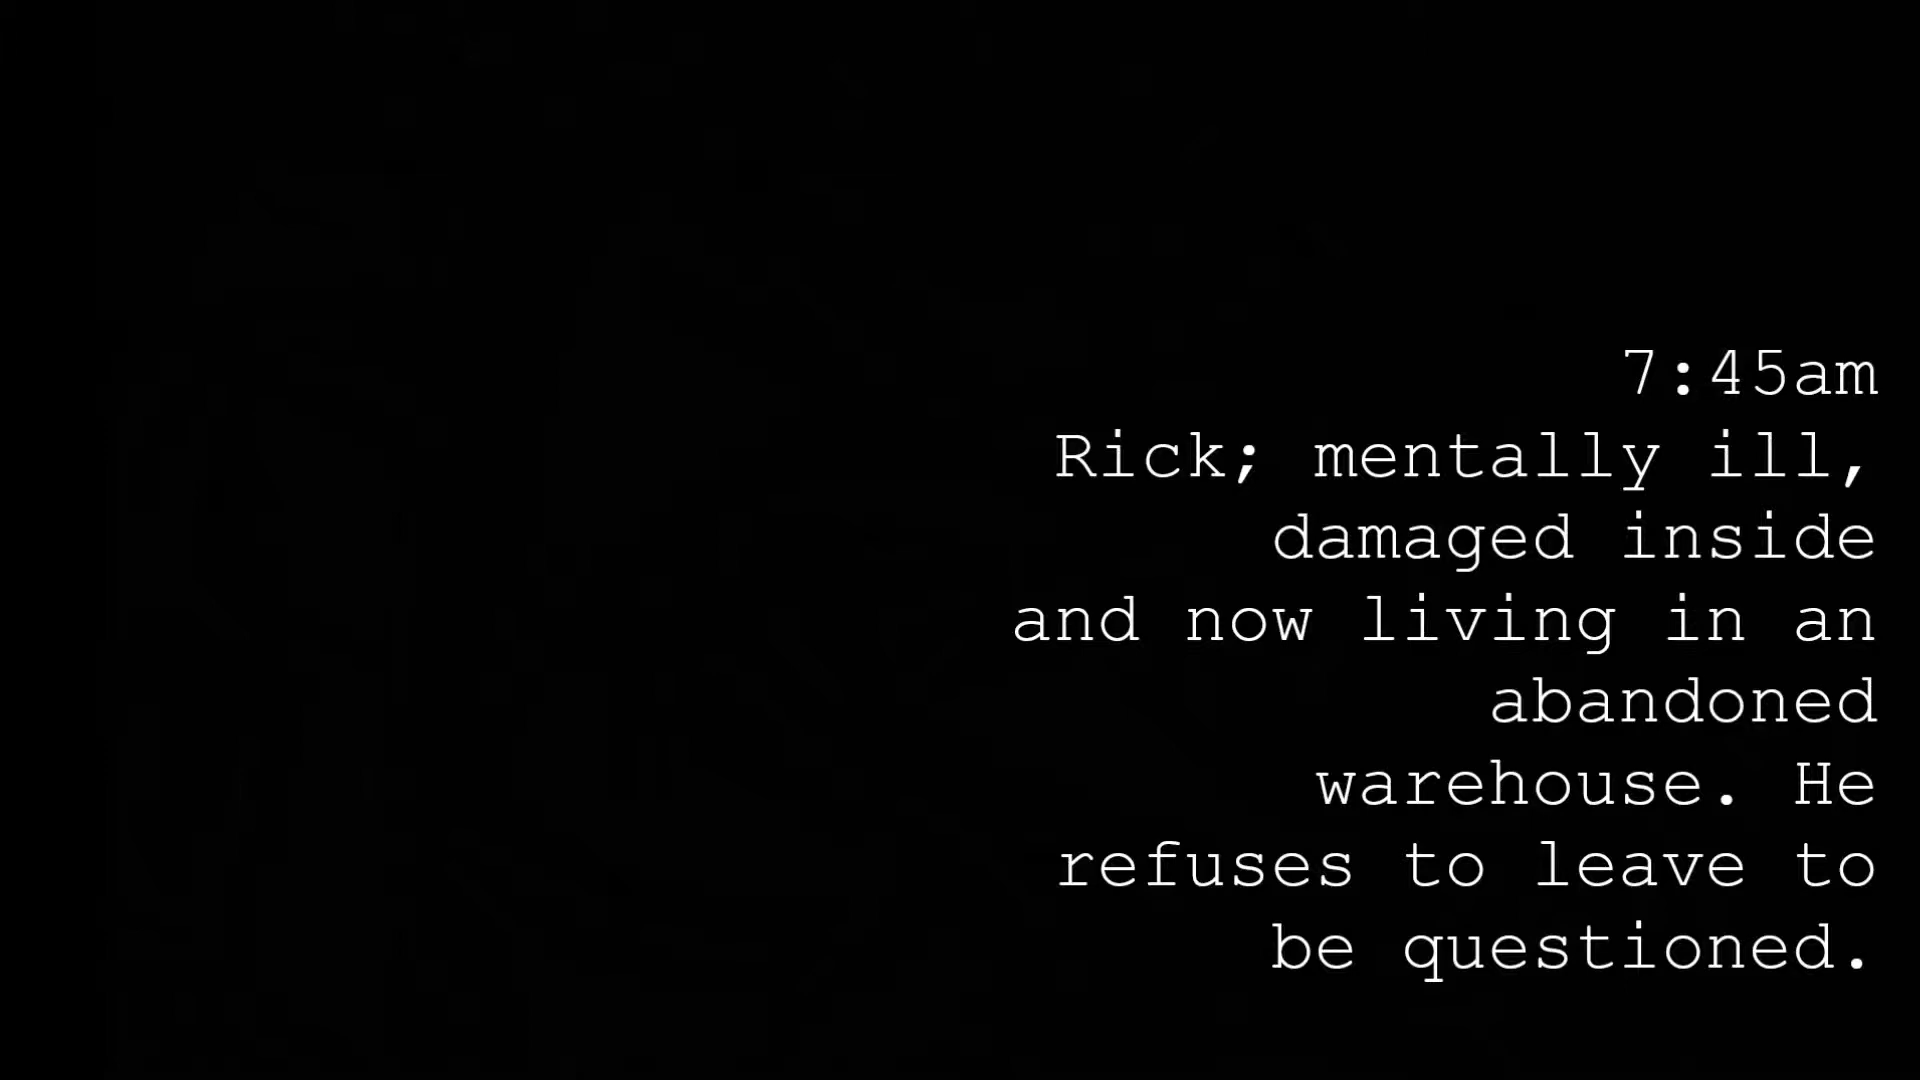 7:45am
Rick; mentally ill,
damaged inside
and now living in an
abandoned
warehouse. He
refuses to leave to
be questioned.